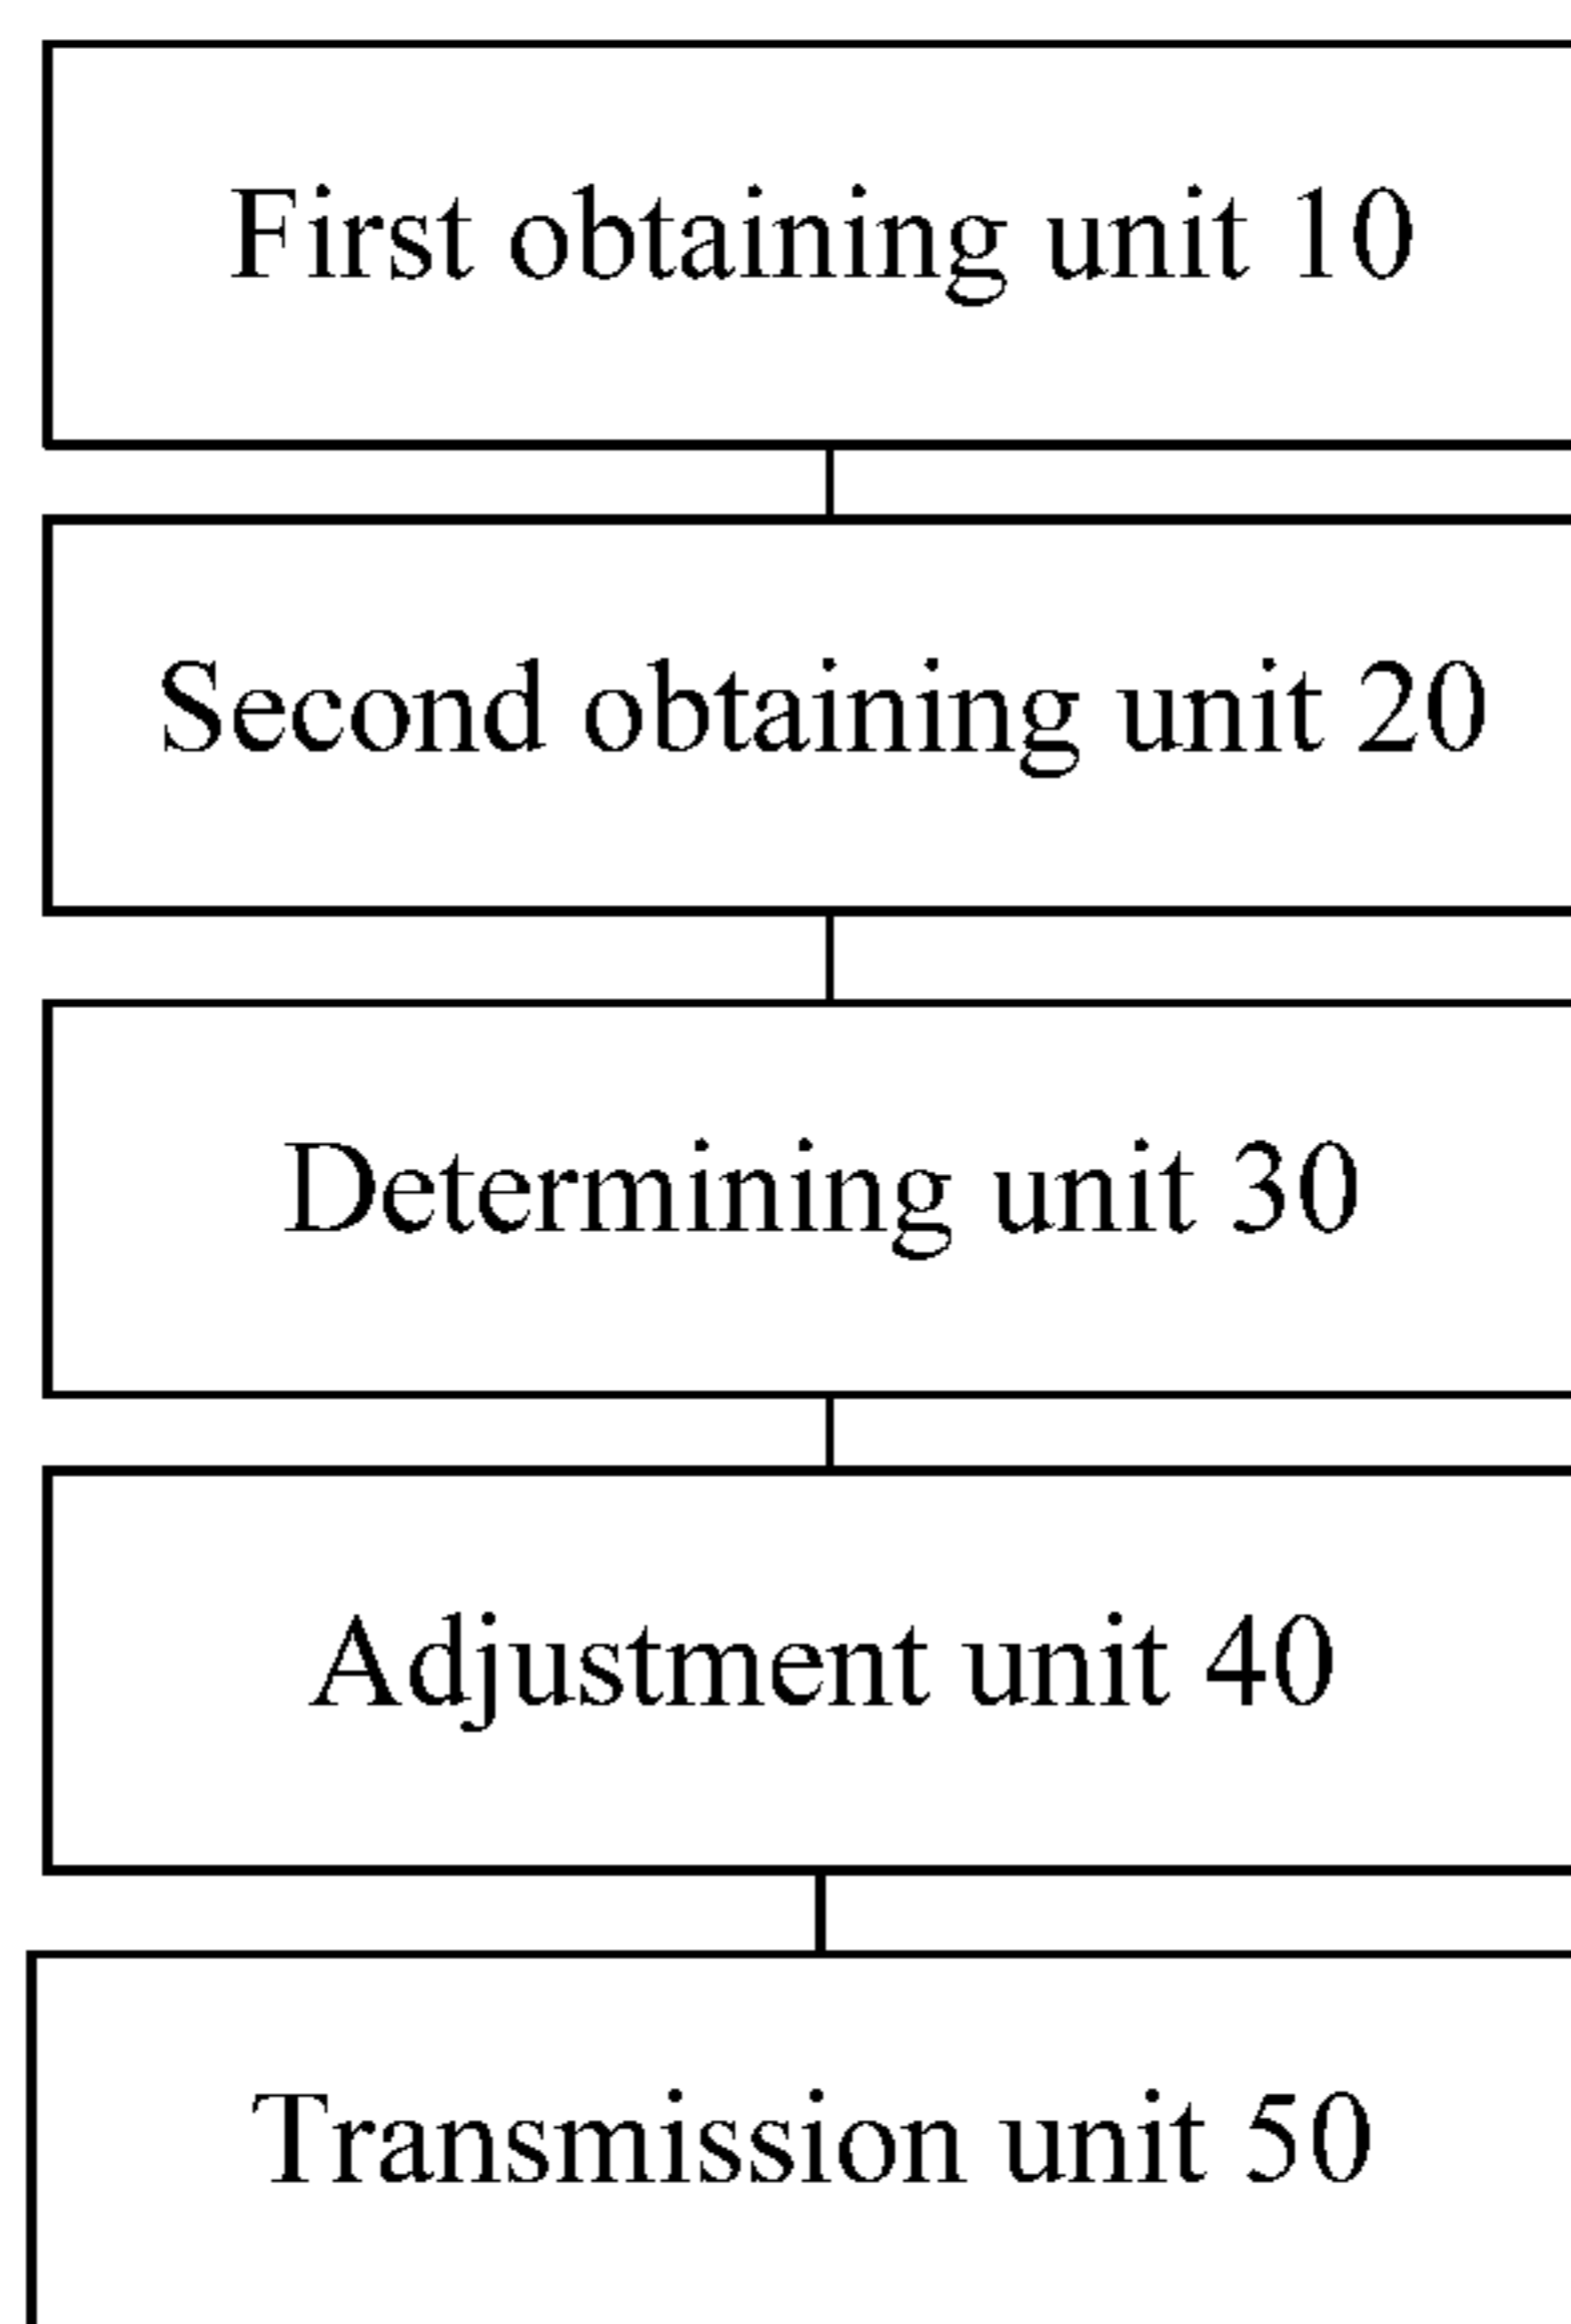 First obtaining unit 10
Second obtaining unit 20
Determining unit 30
Adjustment unit 40
Transmission unit 50